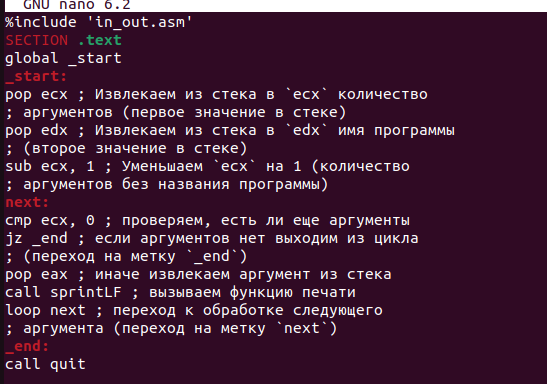 GNU nano 6.2
%include 'in_out.asm'
SECTION .text
global _start
_start:
pop ecx ; Извлекаем из стека в `ecx` количество
; аргументов (первое значение в стеке)
pop edx ; Извлекаем из стека в `edx` имя программы
; (второе значение в стеке)
sub ecx, 1 ; Уменьшаем `ecx` на 1 (количество
; аргументов без названия программы)
next:
cmp ecx, 0 ; проверяем, есть ли еще аргументы
jz _end ; если аргументов нет выходим из цикла
; (переход на метку `_end`)
pop eax ; иначе извлекаем аргумент из стека
call sprintLF ; вызываем функцию печати
loop next ; переход к обработке следующего
; аргумента (переход на метку `next`)
_end:
call quit